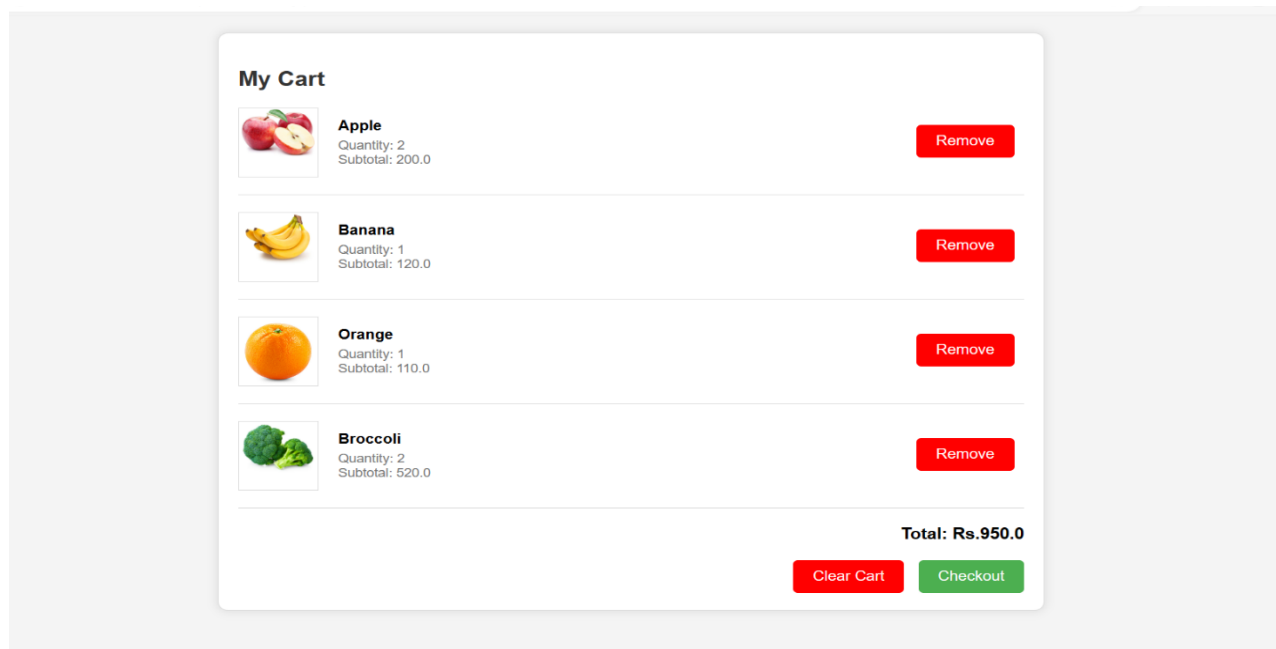 My Cart
Apple
Quantity: 2
Subtotal: 200.0
Remove
Banana
Quantity: 1
Subtotal: 120.0
Remove
Orange
Quantity: 1
Subtotal: 110.0
Remove
Broccoli
Quantity: 2
Subtotal: 520.0
Remove
Total: Rs.950.0
Clear Cart
Checkout